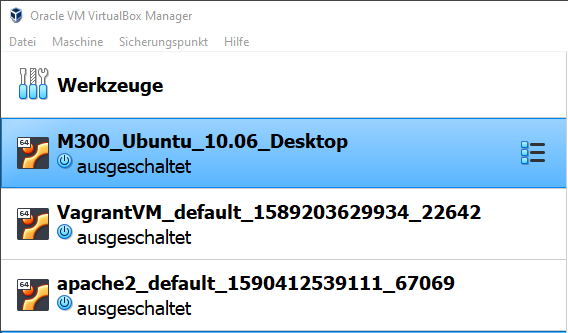 Oracle VM VirtualBox Manager
Datei Maschine Sicherungspunkt Hilfe
Werkzeuge
64
M300_Ubuntu_10.06_Desktop
ausgeschaltet
64
VagrantVM_default_1589203629934_22642
ausgeschaltet
64
apache2_default_1590412539111_67069
ausgeschaltet